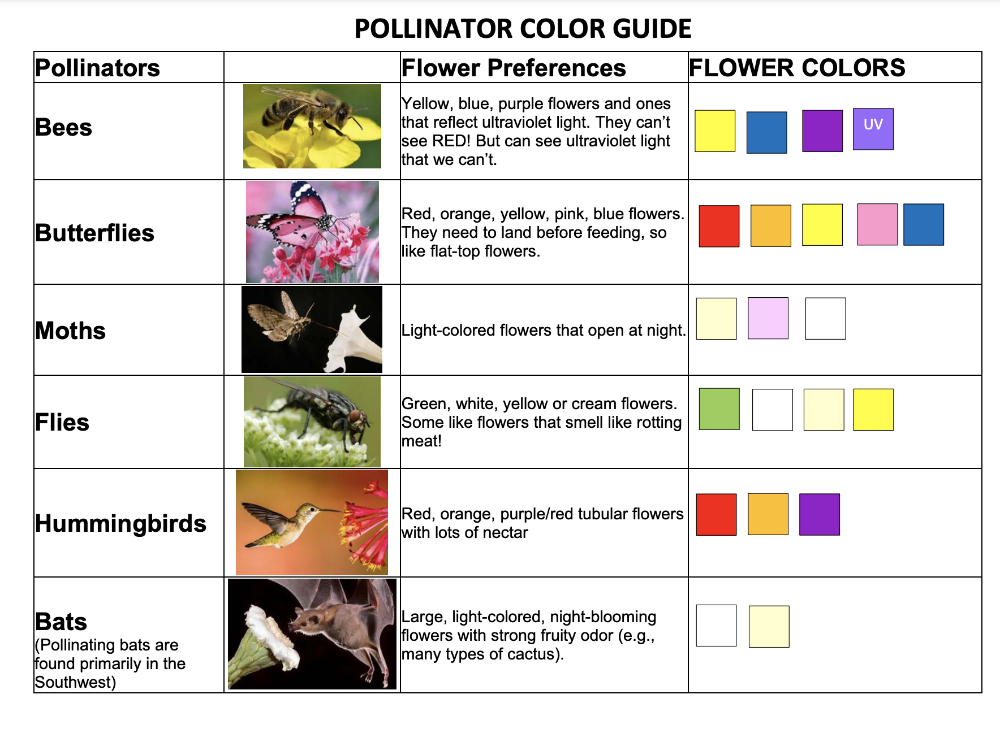 POLLINATOR COLOR GUIDE
Pollinators
Flower Preferences
FLOWER COLORS
Bees
Yellow, blue, purple flowers and ones
that reflect ultraviolet light. They can’t
see RED! But can see ultraviolet light
that we can’t.
UV
Butterflies
Red, orange, yellow, pink, blue flowers.
They need to land before feeding, so
like flat-top flowers.
Moths
Light-colored flowers that open at night.
Flies
Green, white, yellow or cream flowers.
Some like flowers that smell like rotting
meat!
Hummingbirds
Red, orange, purple/red tubular flowers
with lots of nectar
Bats
(Pollinating bats are
found primarily in the
Southwest)
Large, light-colored, night-blooming
flowers with strong fruity odor (e.g.,
many types of cactus).